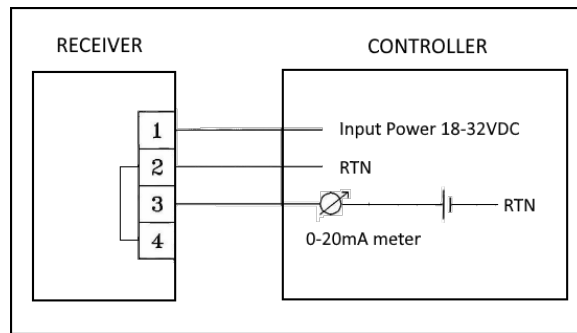 RECEIVER
CONTROLLER
1
Input Power 18-32VDC
2
RTN
3
RTN
0-20mA meter
4